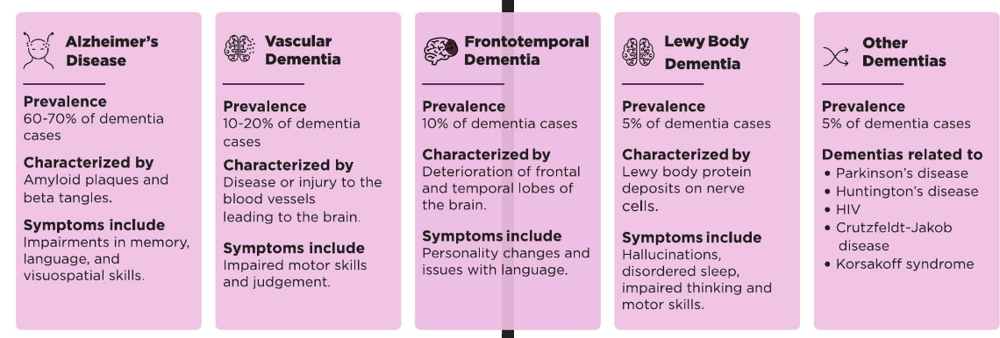 Alzheimer's
Disease
Prevalence
60-70% of dementia
cases
Characterized by
Amyloid plaques and
beta tangles.
Symptoms include
Impairments in memory,
language, and
visuospatial skills.
Vascular
Dementia
Prevalence
10-20% of dementia
cases
Characterized by
Disease or injury to the
blood vessels
leading to the brain.
Symptoms include
Impaired motor skills
and judgement.
Frontotemporal
Dementia
Prevalence
10% of dementia cases
Characterized by
Deterioration of frontal
and temporal lobes of
the brain.
Symptoms include
Personality changes and
issues with language.
Lewy Body
Dementia
Prevalence
5% of dementia cases
Characterized by
Lewy body protein
deposits on nerve
cells.
Symptoms include
Hallucinations,
disordered sleep,
impaired thinking and
motor skills.
Other
Dementias
Prevalence
5% of dementia cases
Dementias related to
• Parkinson's disease
• Huntington's disease
• HIV
• Crutzfeldt-Jakob
disease
• Korsakoff syndrome